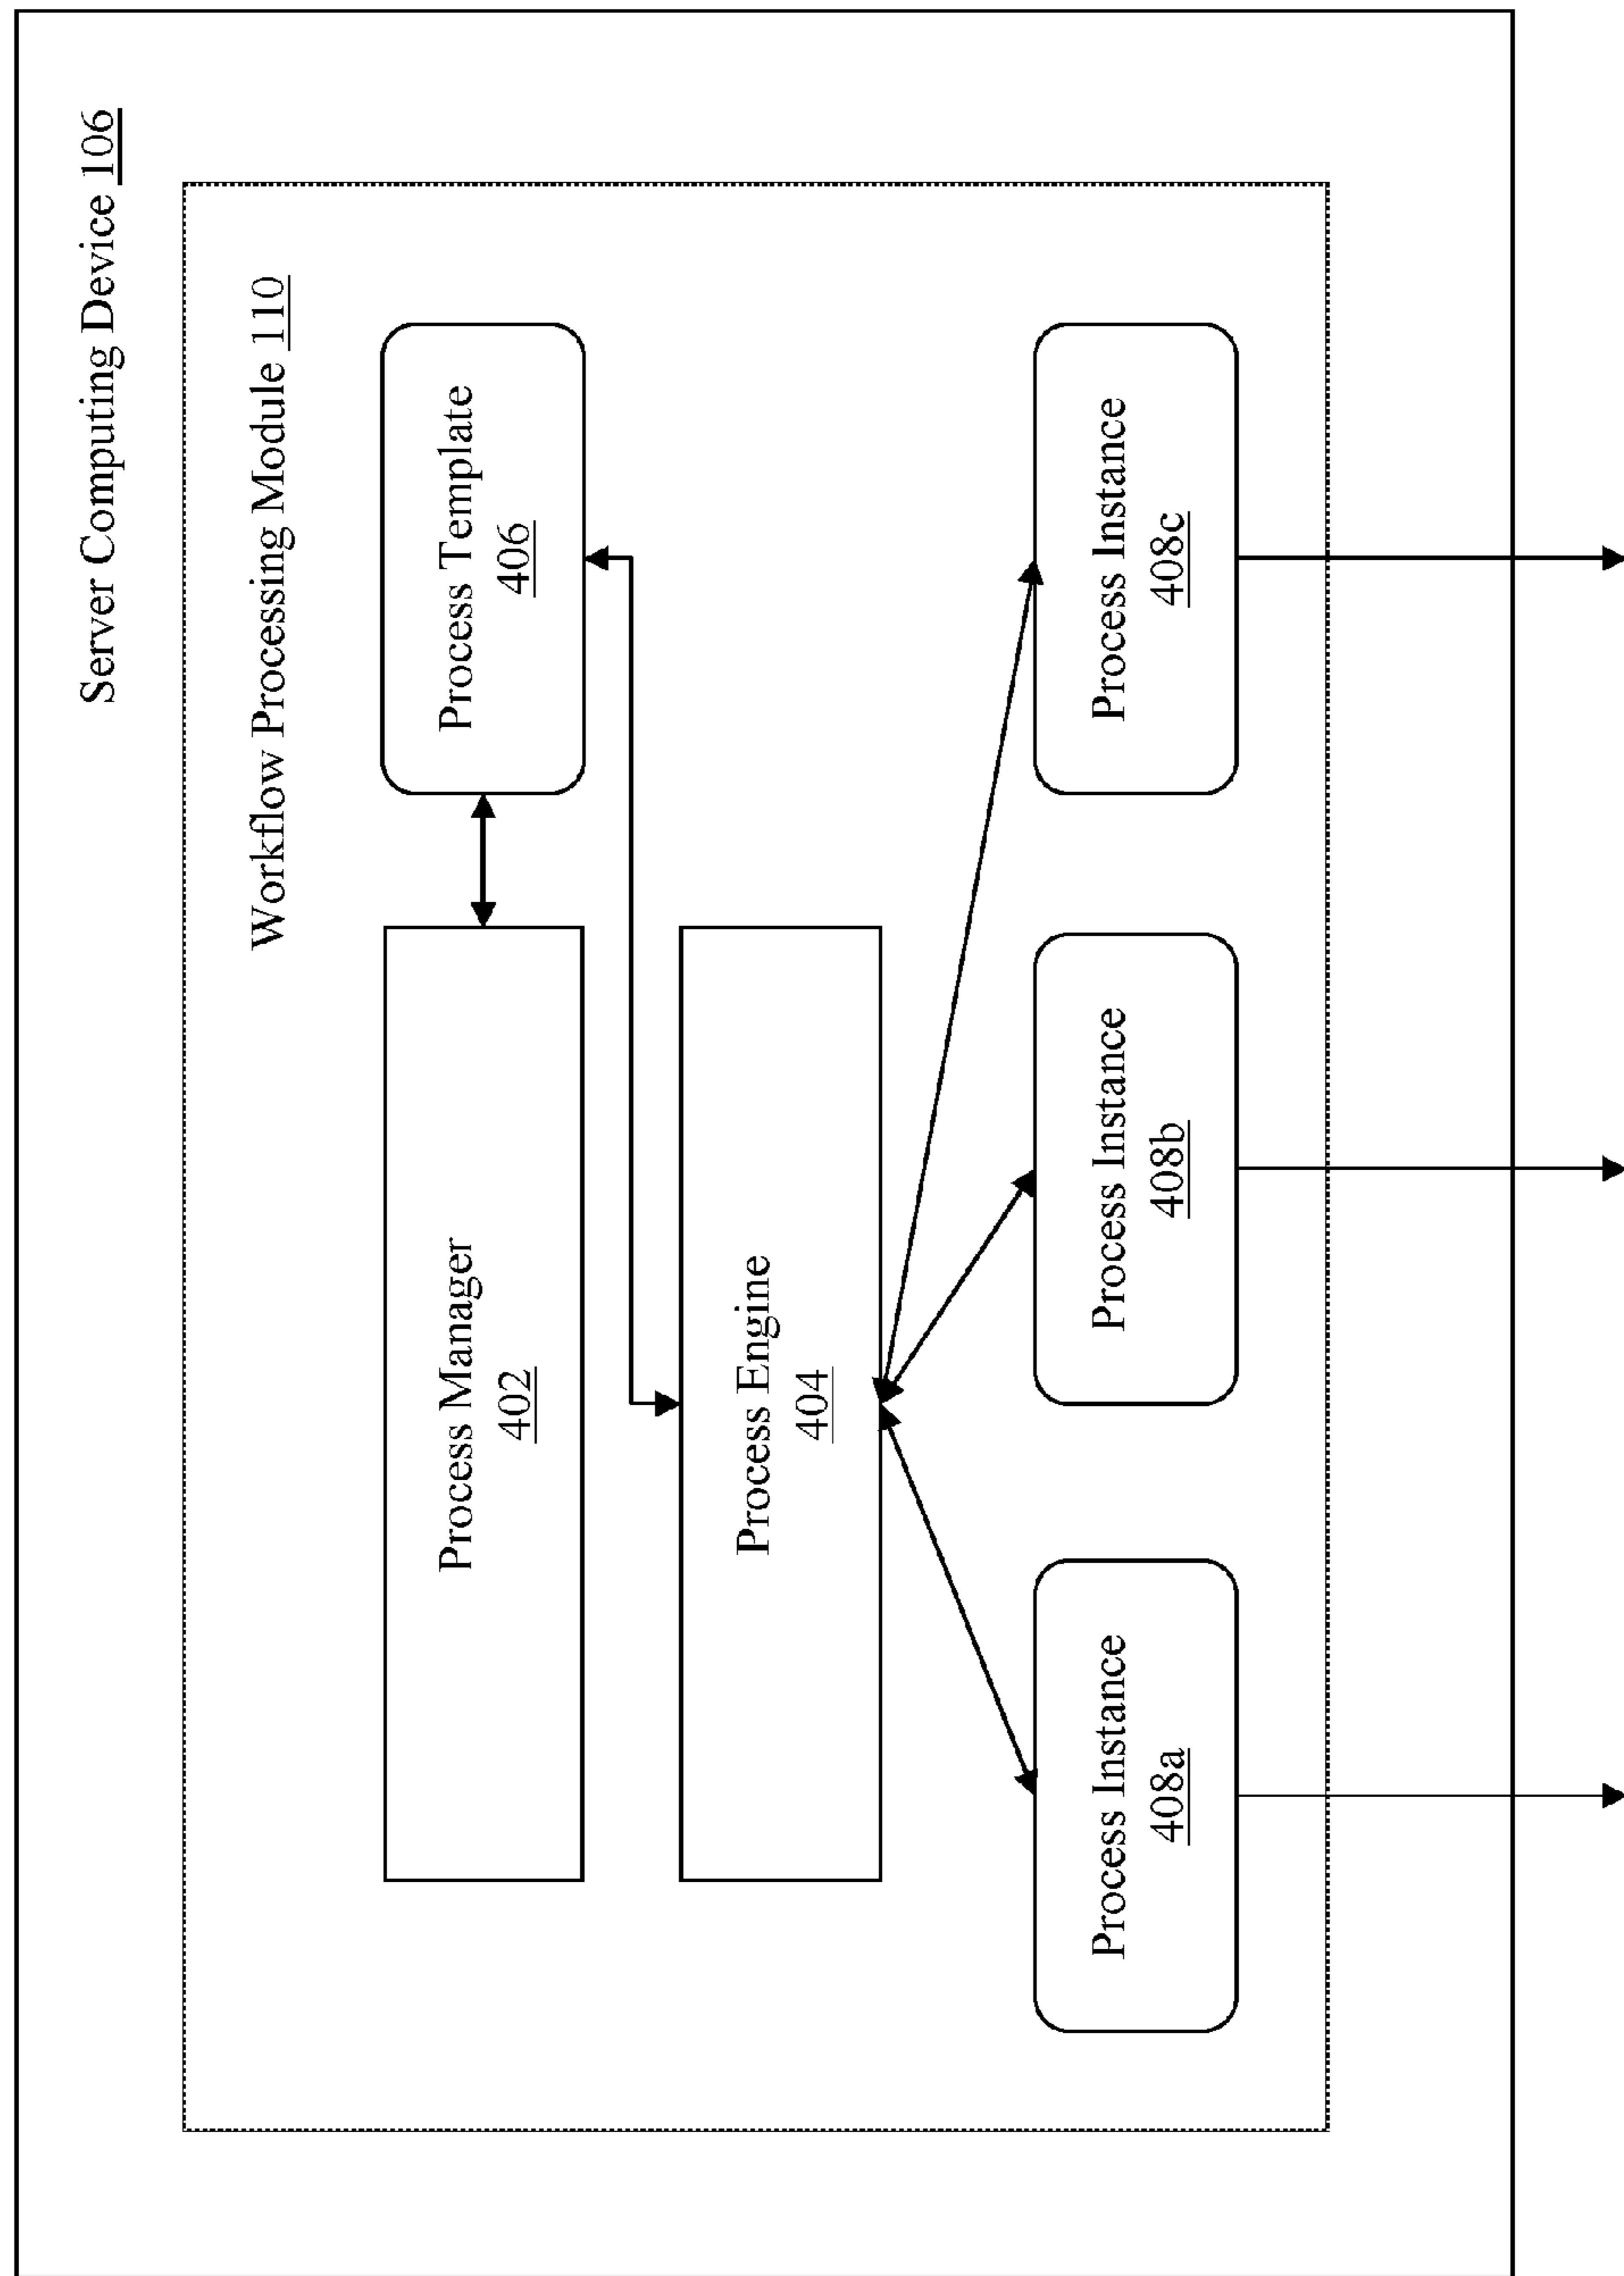 Server Computing Device 106
Workflow Processing Module 110
Process Manager
402
Process Template
406
Process Engine
404
Process Instance
408a
Process Instance
408b
Process Instance
408c